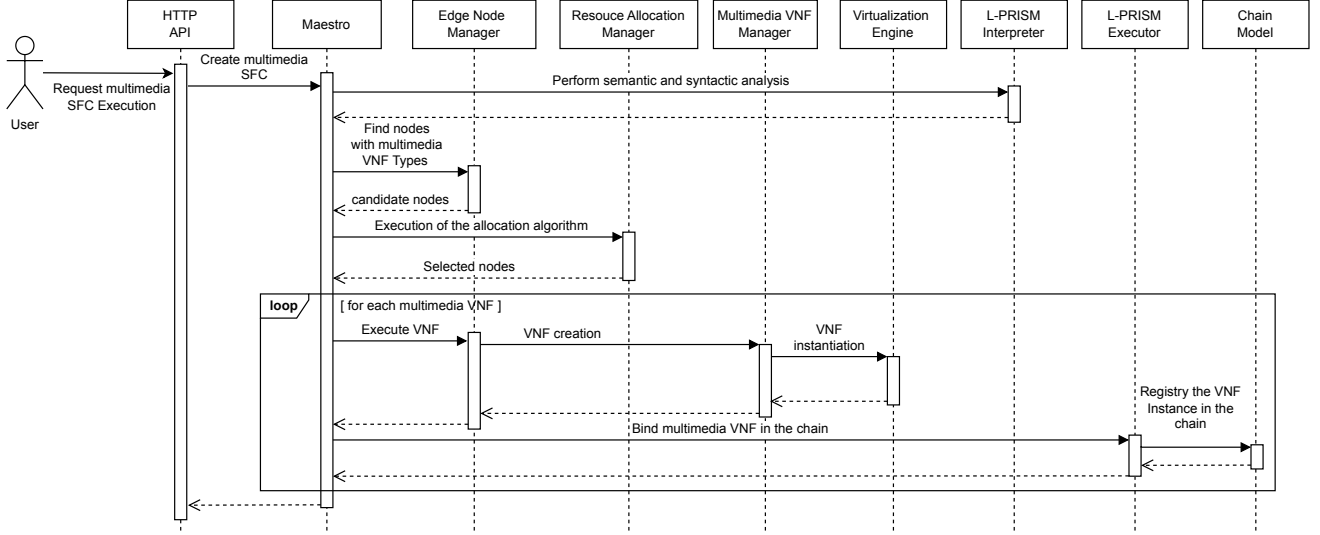 HTTP
API
Maestro
Edge Node
Manager
Resouce Allocation
Manager
Multimedia VNF
Manager
Virtualization
Engine
L-PRISM
Interpreter
L-PRISM
Executor
Chain
Model
User
Request multimedia
SFC Execution
Create multimedia
SFC
Perform semantic and syntactic analysis
Find nodes
with multimedia
VNF Types
candidate nodes
Execution of the allocation algorithm
Selected nodes
loop
[ for each multimedia VNF ]
Execute VNF
VNF creation
VNF
instantiation
Registry the VNF
Instance in the
chain
Bind multimedia VNF in the chain